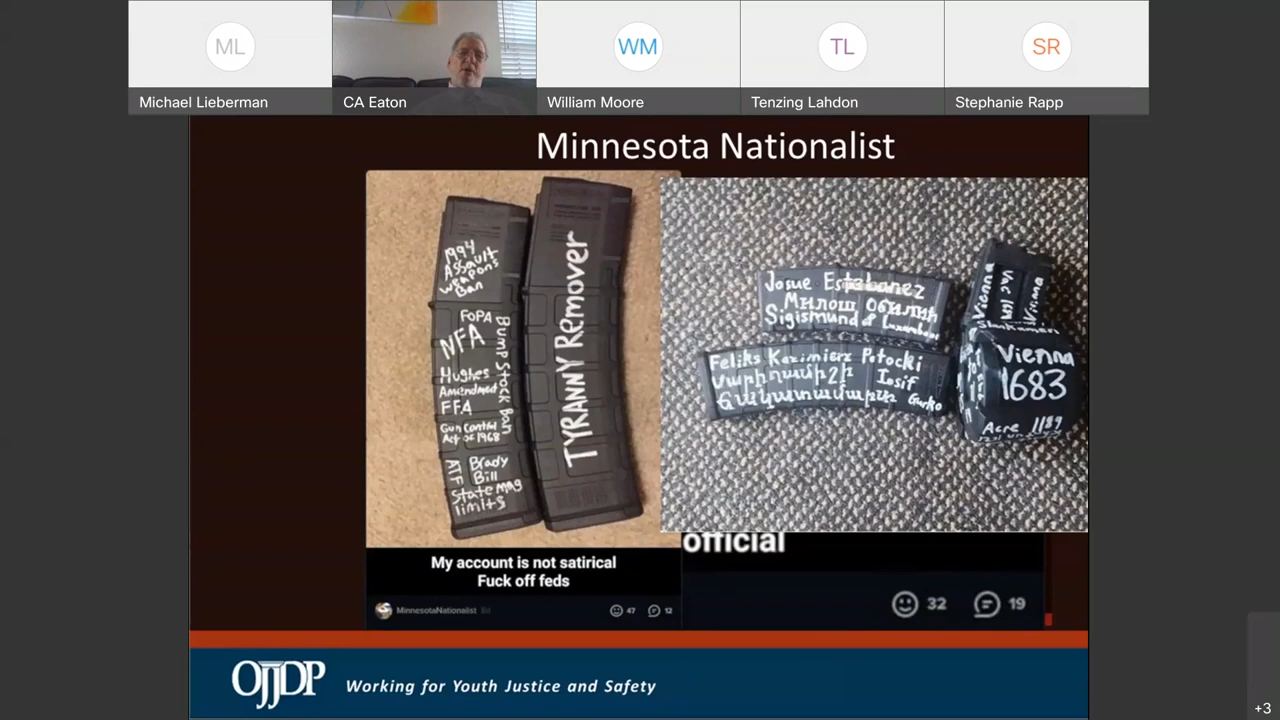 ML
WM
TL
SR
Michael Lieberman
CA Eaton
William Moore
Tenzing Lahdon
Stephanie Rapp
Minnesota Nationalist
1994
Assault
weapons
Ban
FOPA
NFA
Hughes
Amendment
FFA
Gun Control
Act of 1968
Bump Stock Ban
ATF
Brady
Bill
State mag
limits
TYRANNY Remover
Josue Estebanez
Милош Обилић
Sigismund of
Feliks Kazimierz Potocki
Iosif
Gurko
Vienna
Vienna
Vienna
1683
Acre 1189
My account is not satirical
Fuck off feds
MinnesotaNationalist
47
12
official
32
19
OJJDP
Working for Youth Justice and Safety
+3